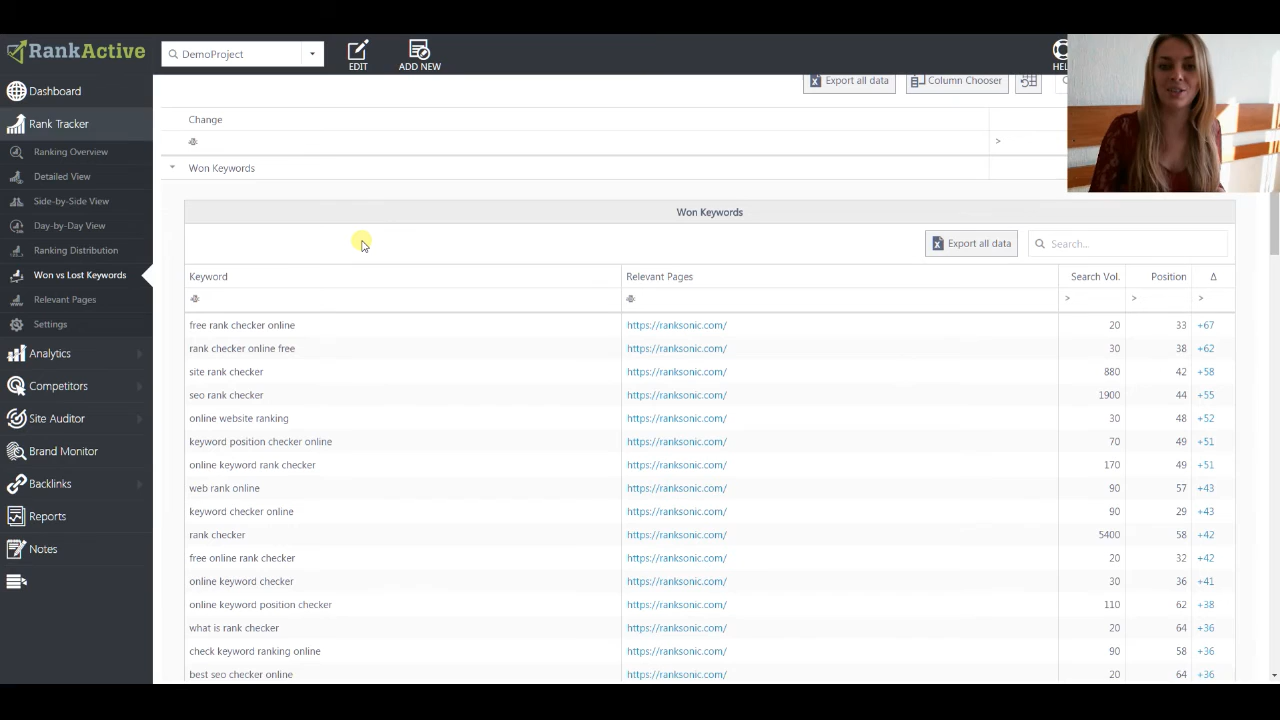 RankActive
DemoProject
EDIT
ADD NEW
Dashboard
Rank Tracker
Ranking Overview
Detailed View
Side-by-Side View
Day-by-Day View
Ranking Distribution
Won vs Lost Keywords
Relevant Pages
Settings
Analytics
Competitors
Site Auditor
Brand Monitor
Backlinks
Reports
Notes
Export all data
Column Chooser
Change
>
Won Keywords
Won Keywords
Export all data
Search...
Keyword Relevant Pages Search Vol. Position Δ
> > >
free rank checker online https://ranksonic.com/ 20 33 +67
rank checker online free https://ranksonic.com/ 30 38 +62
site rank checker https://ranksonic.com/ 880 42 +58
seo rank checker https://ranksonic.com/ 1900 44 +55
online website ranking https://ranksonic.com/ 30 48 +52
keyword position checker online https://ranksonic.com/ 70 49 +51
online keyword rank checker https://ranksonic.com/ 170 49 +51
web rank online https://ranksonic.com/ 90 57 +43
keyword checker online https://ranksonic.com/ 90 29 +43
rank checker https://ranksonic.com/ 5400 58 +42
free online rank checker https://ranksonic.com/ 20 32 +42
online keyword checker https://ranksonic.com/ 30 36 +41
online keyword position checker https://ranksonic.com/ 110 62 +38
what is rank checker https://ranksonic.com/ 20 64 +36
check keyword ranking online https://ranksonic.com/ 90 58 +36
best seo checker online https://ranksonic.com/ 20 64 +36